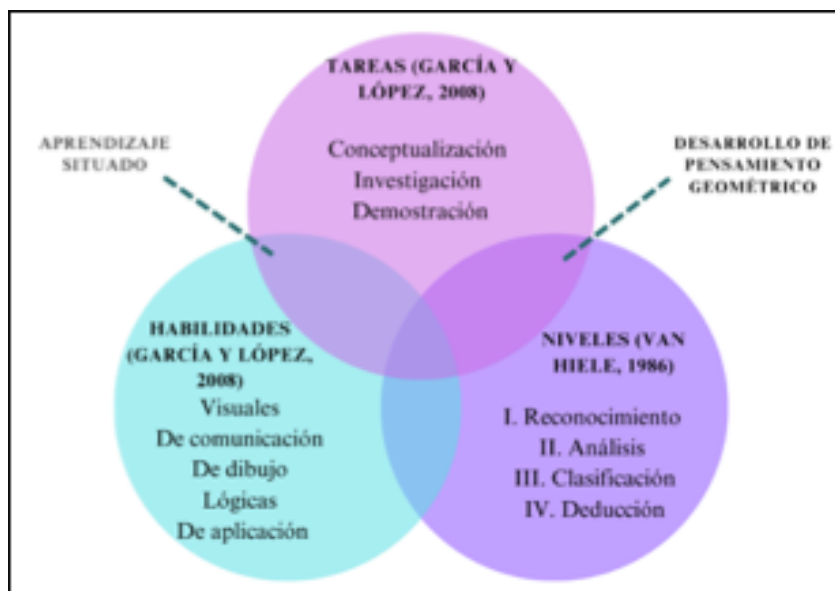 TAREAS (GARCÍA Y
LÓPEZ, 2008)
Conceptualización
Investigación
Demostración
APRENDIZAJE
SITUADO
DESARROLLO DE
PENSAMIENTO
GEOMÉTRICO
HABILIDADES
(GARCÍA Y LÓPEZ,
2008)
Visuales
De comunicación
De dibujo
Lógicas
De aplicación
NIVELES (VAN
HIELE, 1986)
I. Reconocimiento
II. Análisis
III. Clasificación
IV. Deducción